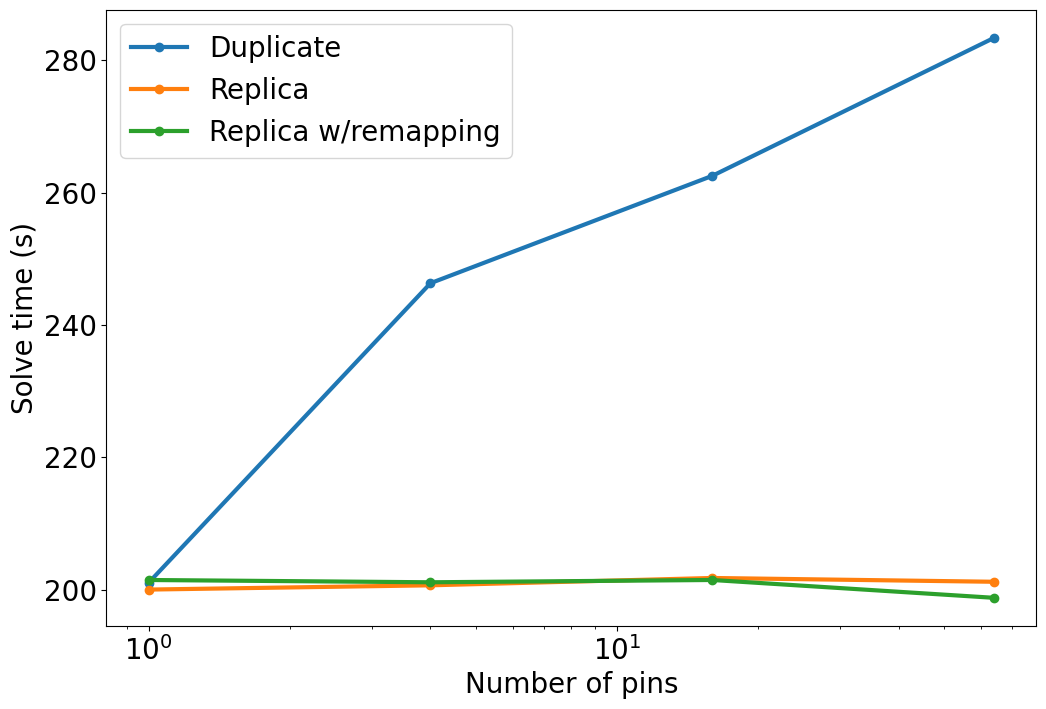 Duplicate
Replica
Replica w/remapping
280
260
240
220
200
Solve time (s)
10⁰
10¹
Number of pins